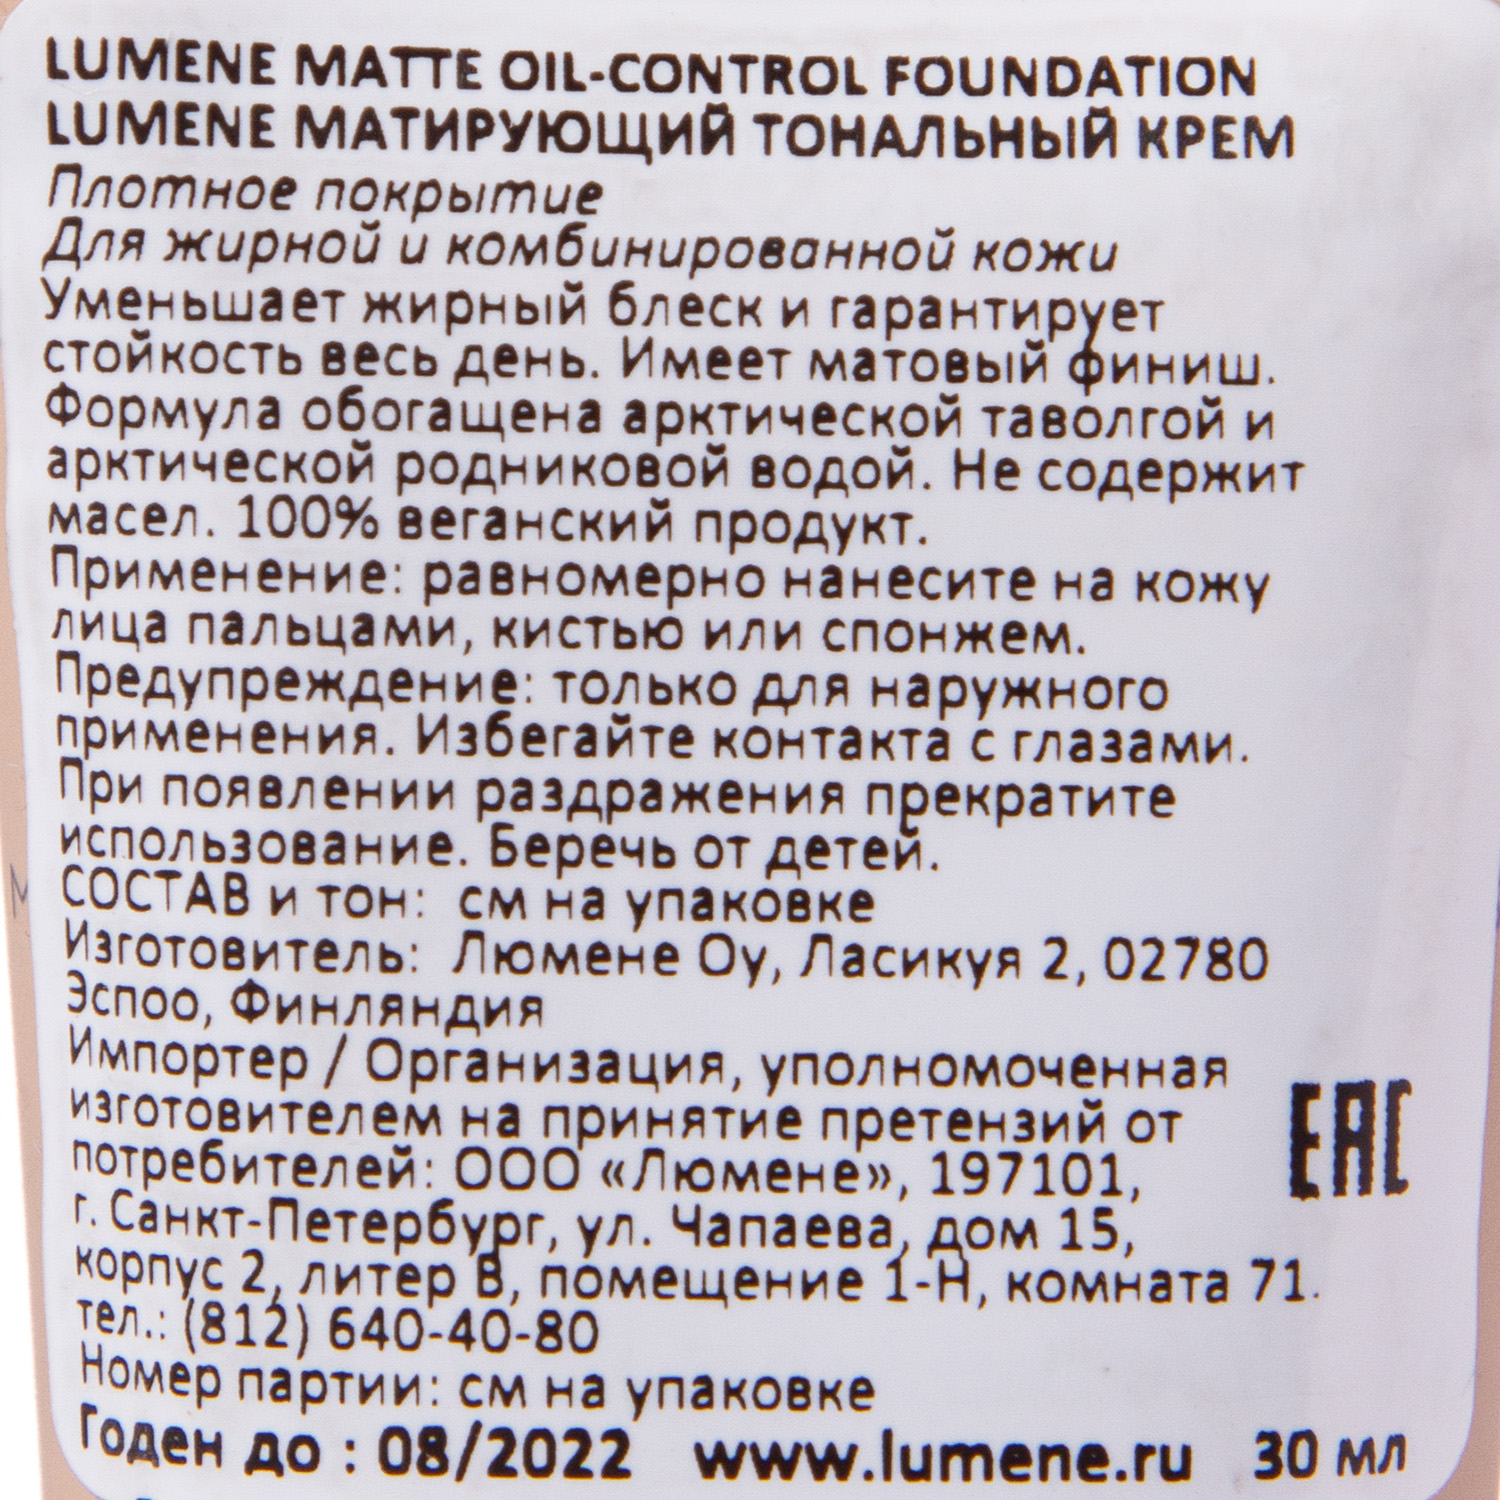 LUMENE MATTE OIL-CONTROL FOUNDATION
LUMENE МАТИРУЮЩИЙ ТОНАЛЬНЫЙ КРЕМ
Плотное покрытие
Для жирной и комбинированной кожи
Уменьшает жирный блеск и гарантирует
стойкость весь день. Имеет матовый финиш.
Формула обогащена арктической таволгой и
арктической родниковой водой. Не содержит
масел. 100% веганский продукт.
Применение: равномерно нанесите на кожу
лица пальцами, кистью или спонжем.
Предупреждение: только для наружного
применения. Избегайте контакта с глазами.
При появлении раздражения прекратите
использование. Беречь от детей.
СОСТАВ и тон: см на упаковке
Изготовитель: Люмене Оу, Ласикуя 2, 02780
Эспоо, Финляндия
Импортер / Организация, уполномоченная
изготовителем на принятие претензий от
потребителей: ООО «Люмене», 197101,
г. Санкт-Петербург, ул. Чапаева, дом 15,
корпус 2, литер В, помещение 1-Н, комната 71.
тел.: (812) 640-40-80
Номер партии: см на упаковке
Годен до : 08/2022 www.lumene.ru 30 мл
EAC